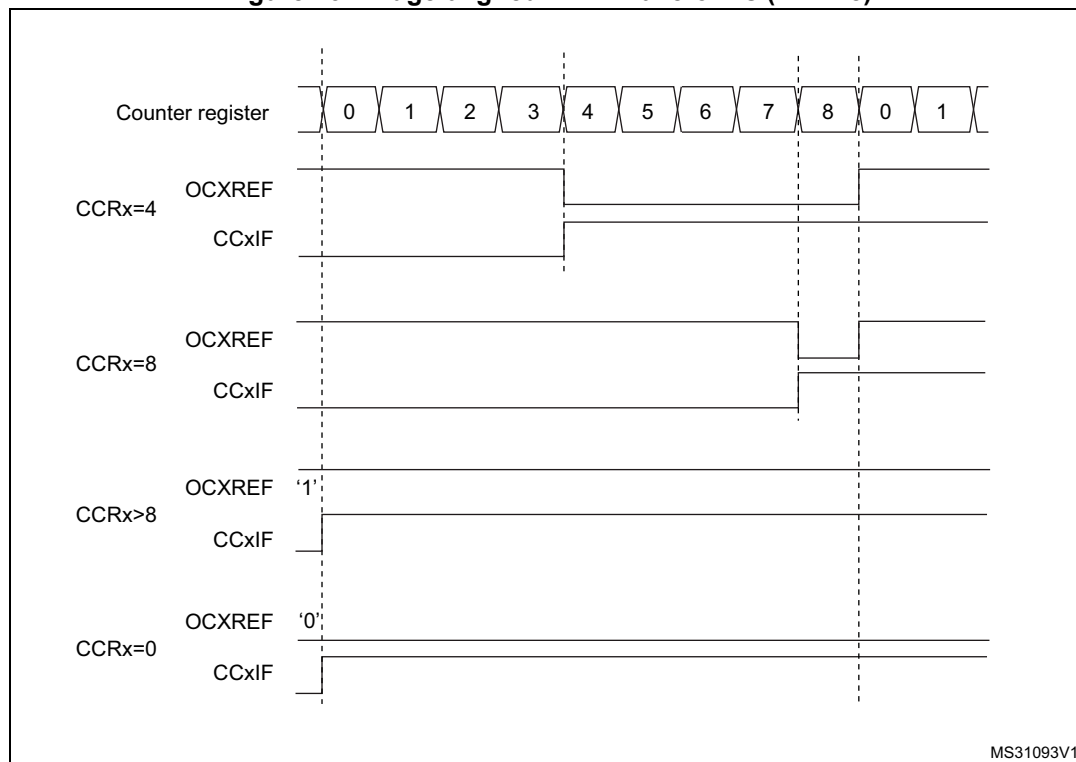 Counter register 0 1 2 3 4 5 6 7 8 0 1
OCXREF
CCRx=4
CCxIF
OCXREF
CCRx=8
CCxIF
OCXREF '1'
CCRx>8
CCxIF
OCXREF '0'
CCRx=0
CCxIF
MS31093V1